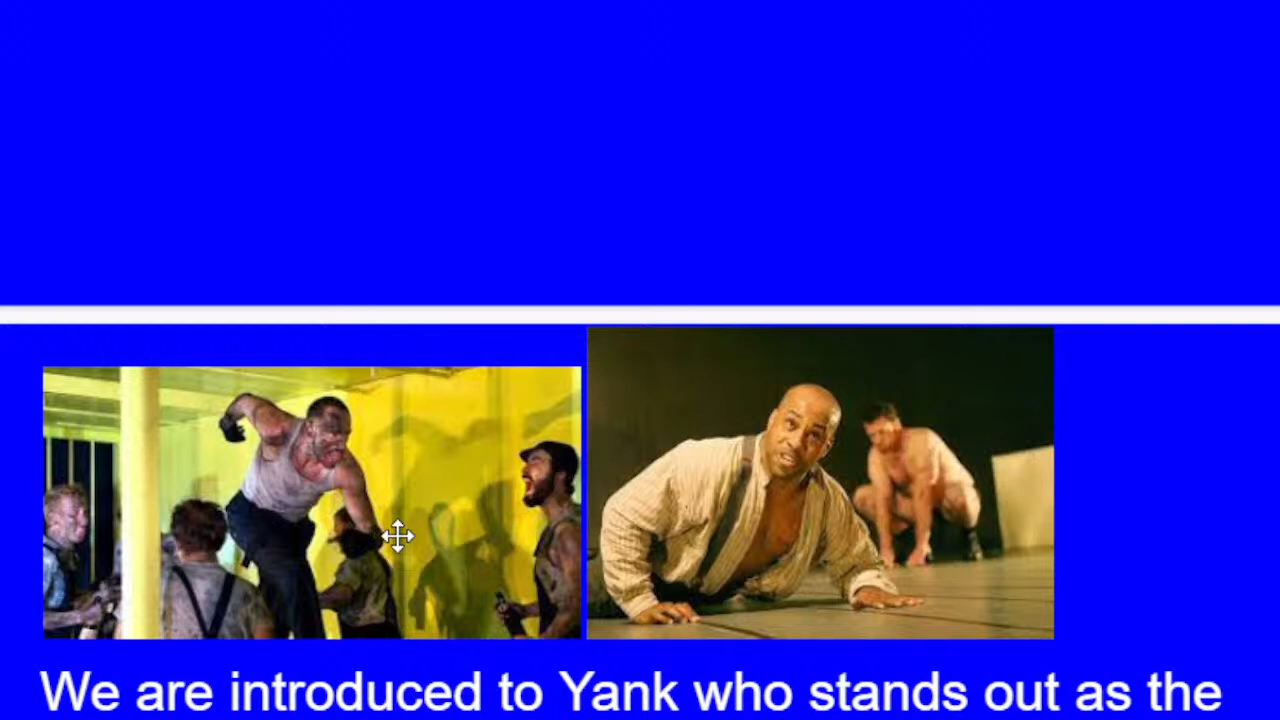 We are introduced to Yank who stands out as the